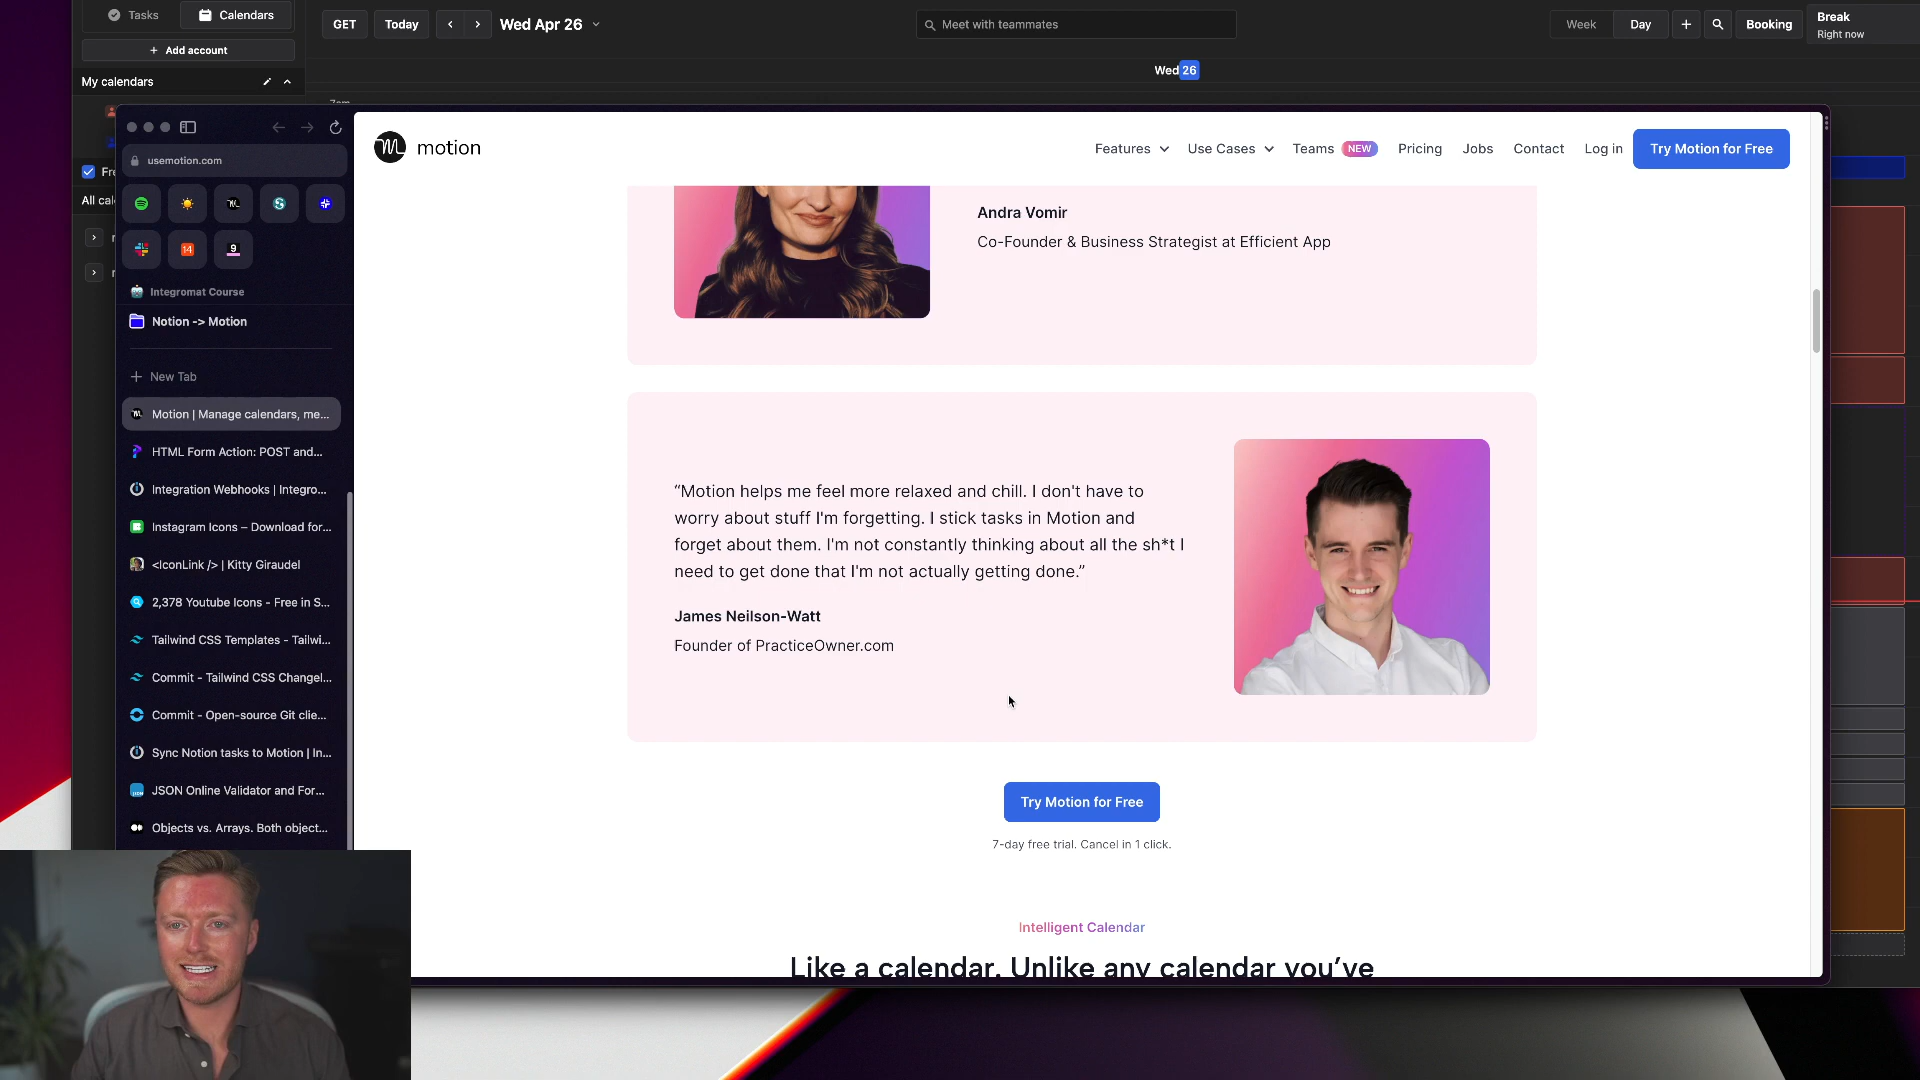 Tasks
Calendars
GET
Today
Wed Apr 26
Meet with teammates
Week
Day
Booking
Break
Right now
+ Add account
My calendars
Wed 26
usemotion.com
motion
Features
Use Cases
Teams NEW
Pricing
Jobs
Contact
Log in
Try Motion for Free
14
9
Integromat Course
Notion -> Motion
+ New Tab
Motion | Manage calendars, me...
HTML Form Action: POST and...
Integration Webhooks | Integro...
Instagram Icons – Download for...
<IconLink /> | Kitty Giraudel
2,378 Youtube Icons - Free in S...
Tailwind CSS Templates - Tailwi...
Commit - Tailwind CSS Changel...
Commit - Open-source Git clie...
Sync Notion tasks to Motion | In...
JSON Online Validator and For...
Objects vs. Arrays. Both object...
Andra Vomir
Co-Founder & Business Strategist at Efficient App
“Motion helps me feel more relaxed and chill. I don't have to
worry about stuff I'm forgetting. I stick tasks in Motion and
forget about them. I'm not constantly thinking about all the sh*t I
need to get done that I'm not actually getting done.”
James Neilson-Watt
Founder of PracticeOwner.com
Try Motion for Free
7-day free trial. Cancel in 1 click.
Intelligent Calendar
Like a calendar. Unlike any calendar you’ve